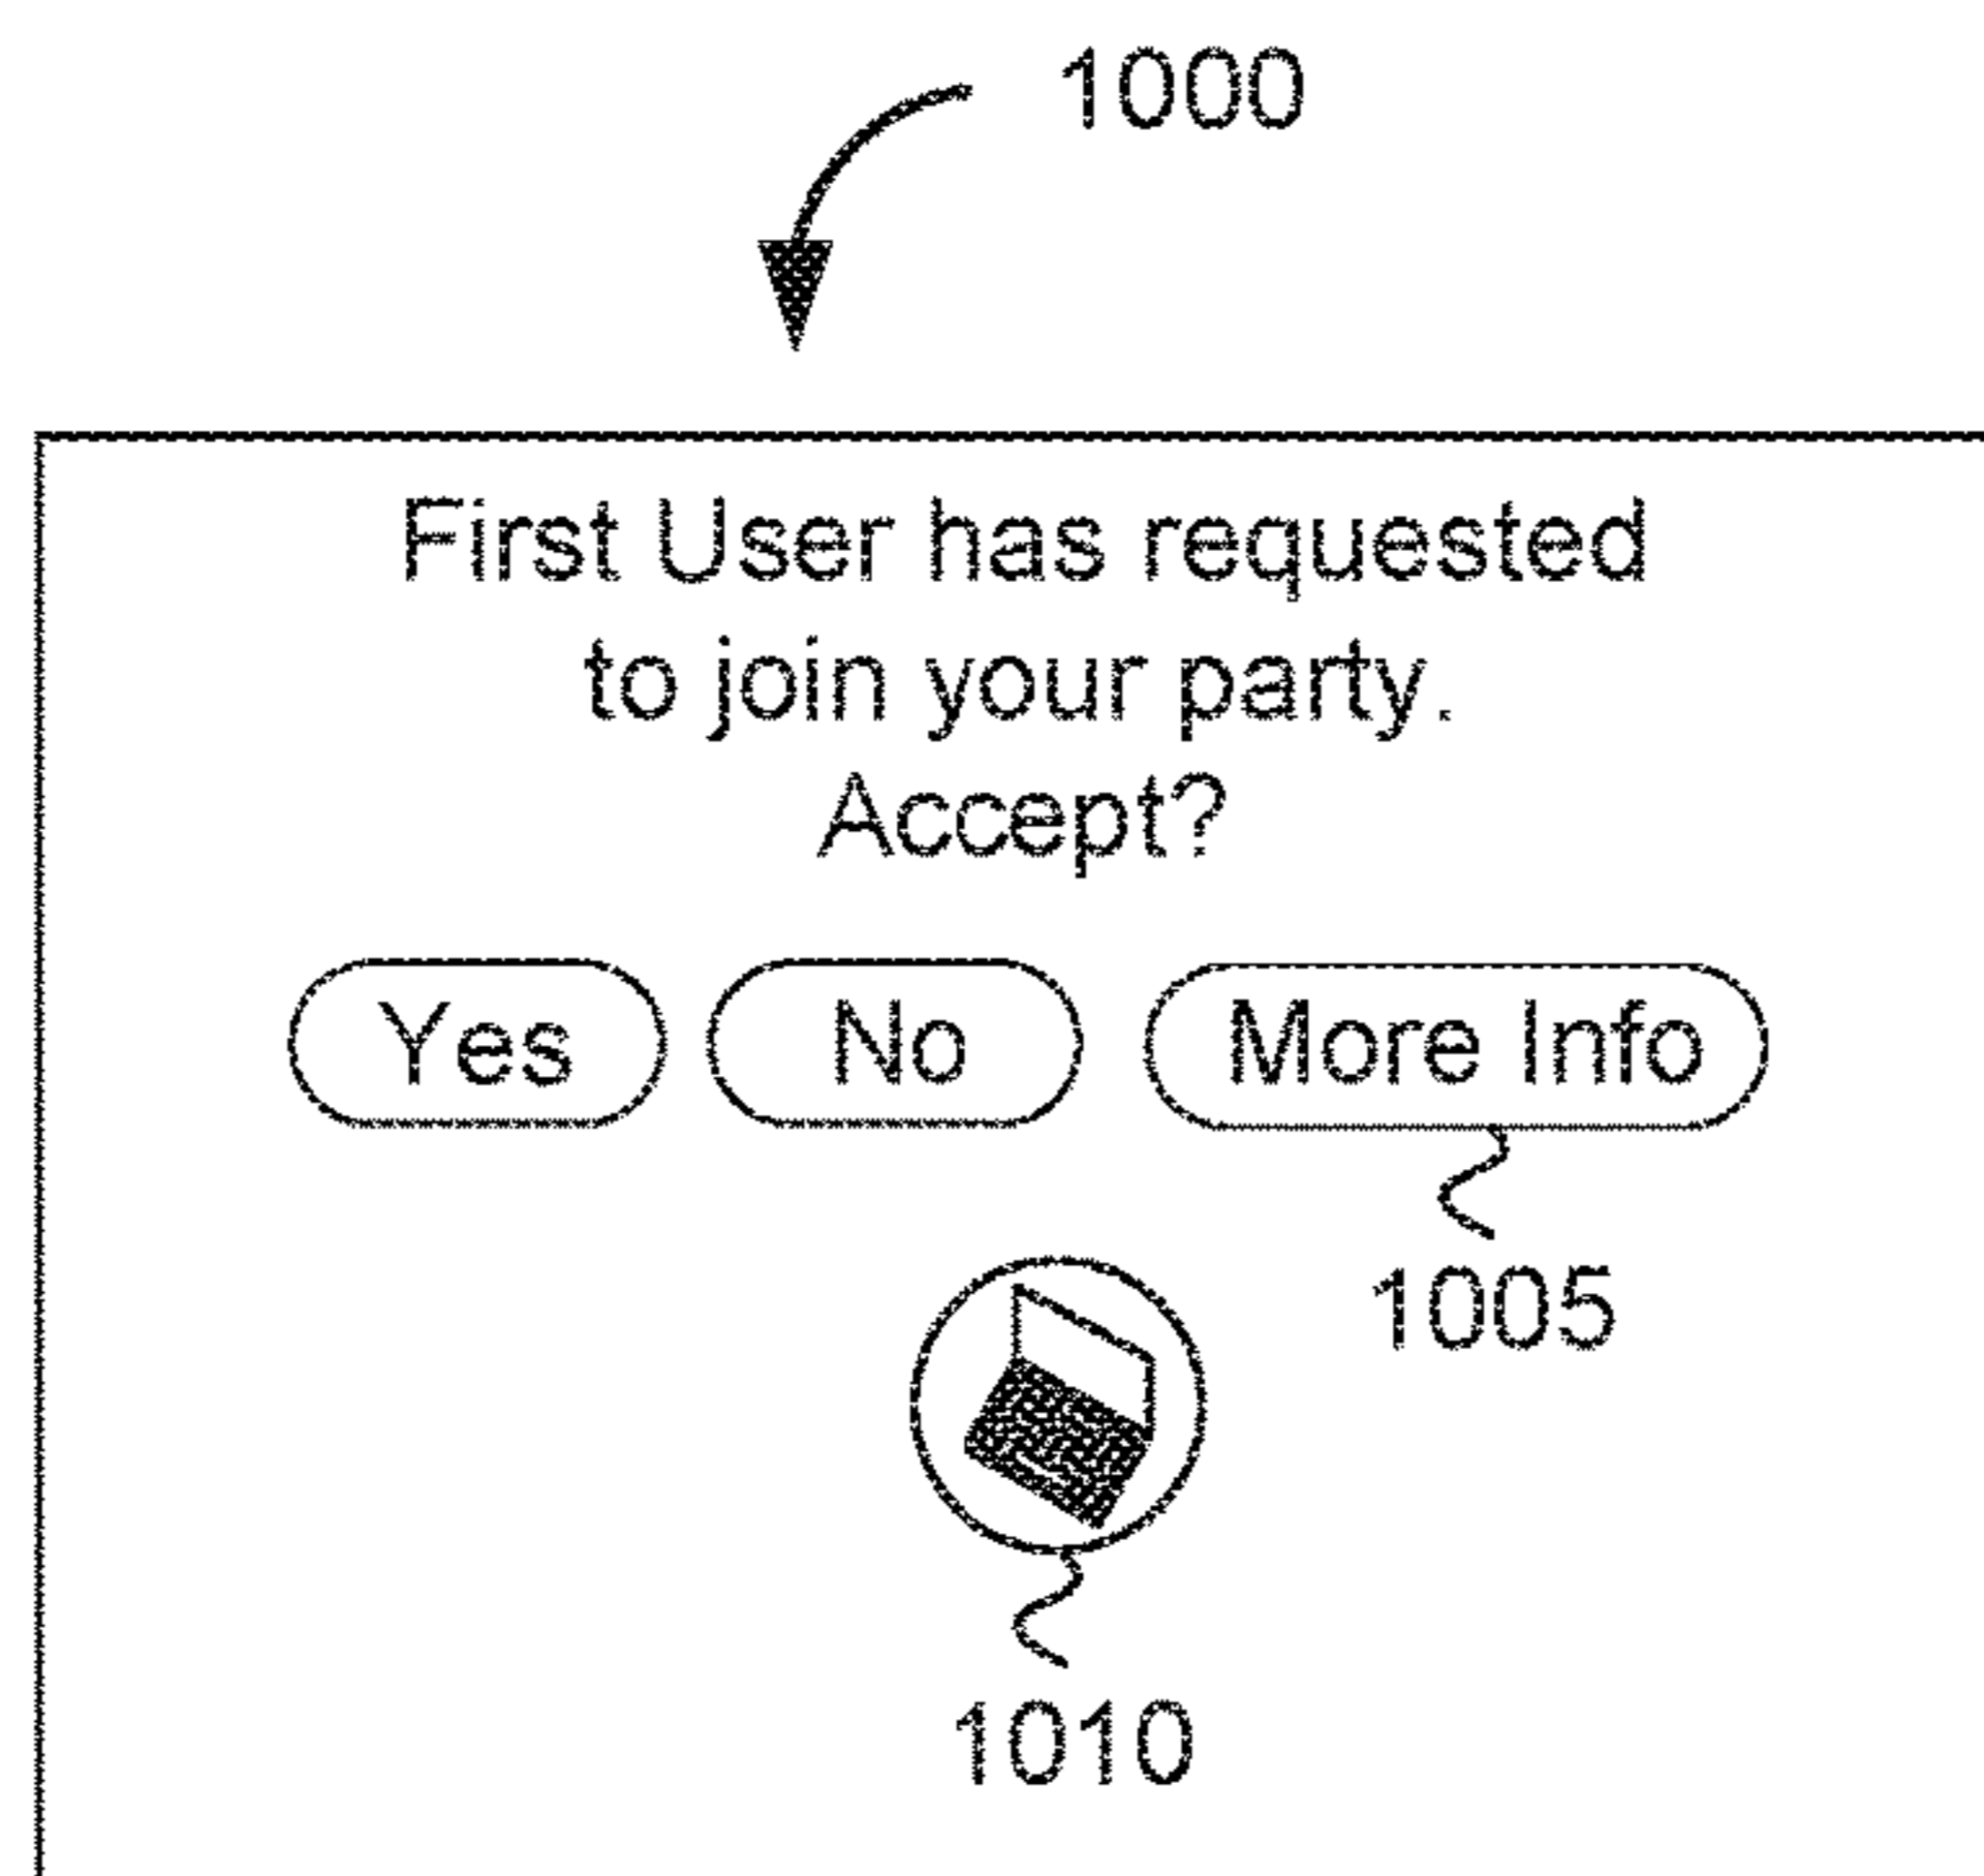 1000
First User has requested
to join your party.
Accept?
Yes No More Info
1005
1010